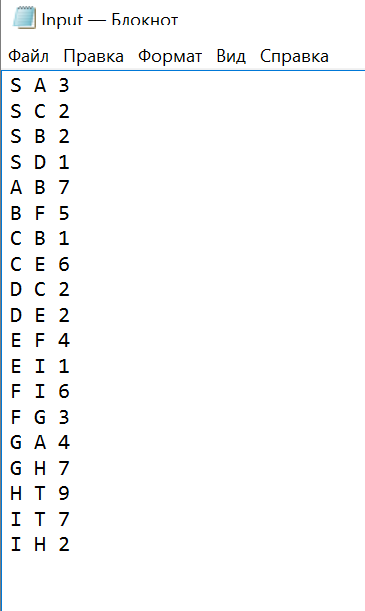 Input — Блокнот
Файл Правка Формат Вид Справка
S A 3
S C 2
S B 2
S D 1
A B 7
B F 5
C B 1
C E 6
D C 2
D E 2
E F 4
E I 1
F I 6
F G 3
G A 4
G H 7
H T 9
I T 7
I H 2